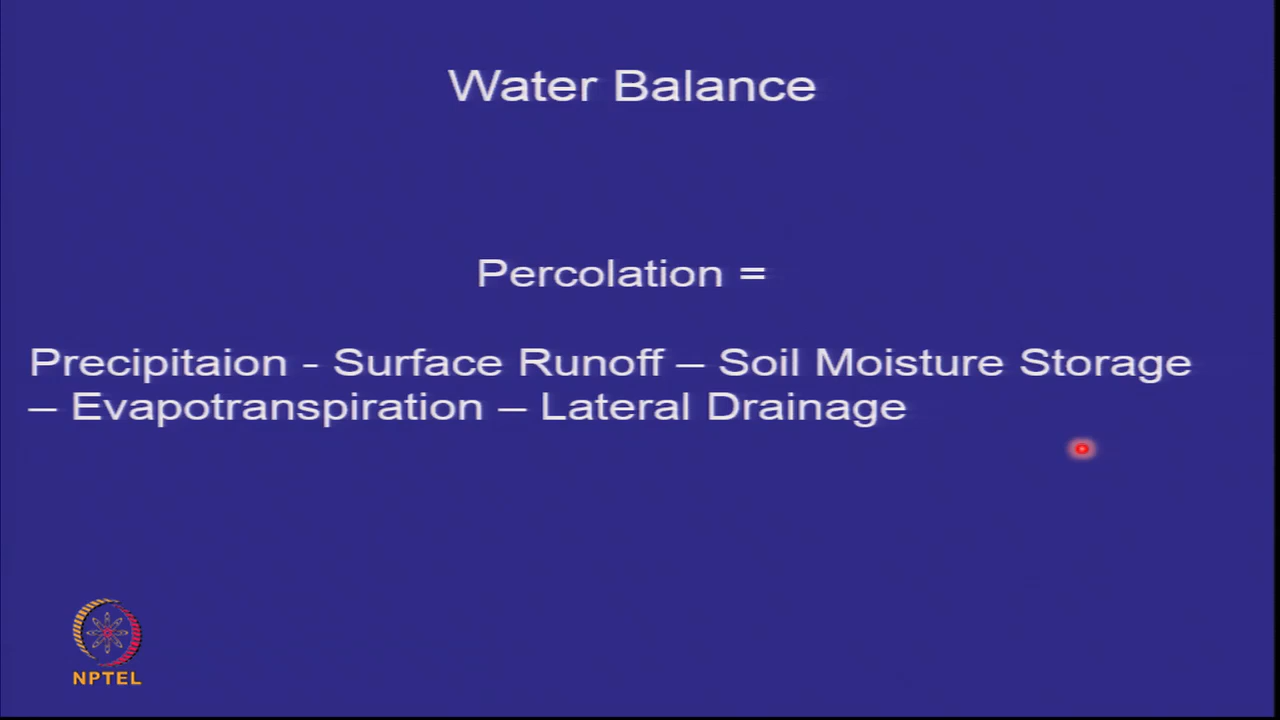 Water Balance
Percolation =
Precipitaion - Surface Runoff – Soil Moisture Storage
– Evapotranspiration – Lateral Drainage
NPTEL